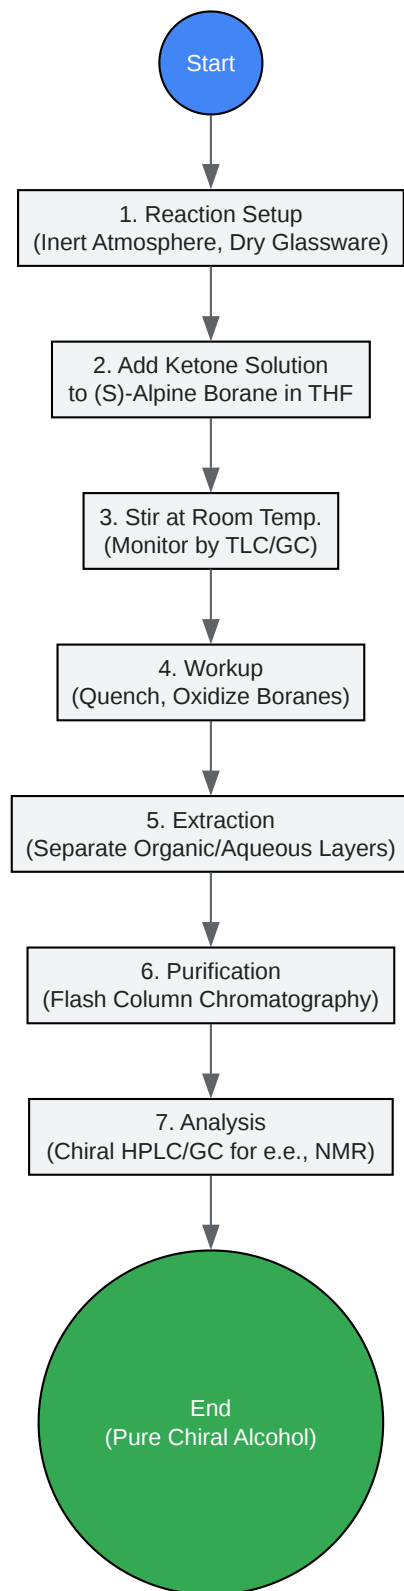 Start
1. Reaction Setup
(Inert Atmosphere, Dry Glassware)
2. Add Ketone Solution
to (S)-Alpine Borane in THF
3. Stir at Room Temp.
(Monitor by TLC/GC)
4. Workup
(Quench, Oxidize Boranes)
5. Extraction
(Separate Organic/Aqueous Layers)
6. Purification
(Flash Column Chromatography)
7. Analysis
(Chiral HPLC/GC for e.e., NMR)
End
(Pure Chiral Alcohol)